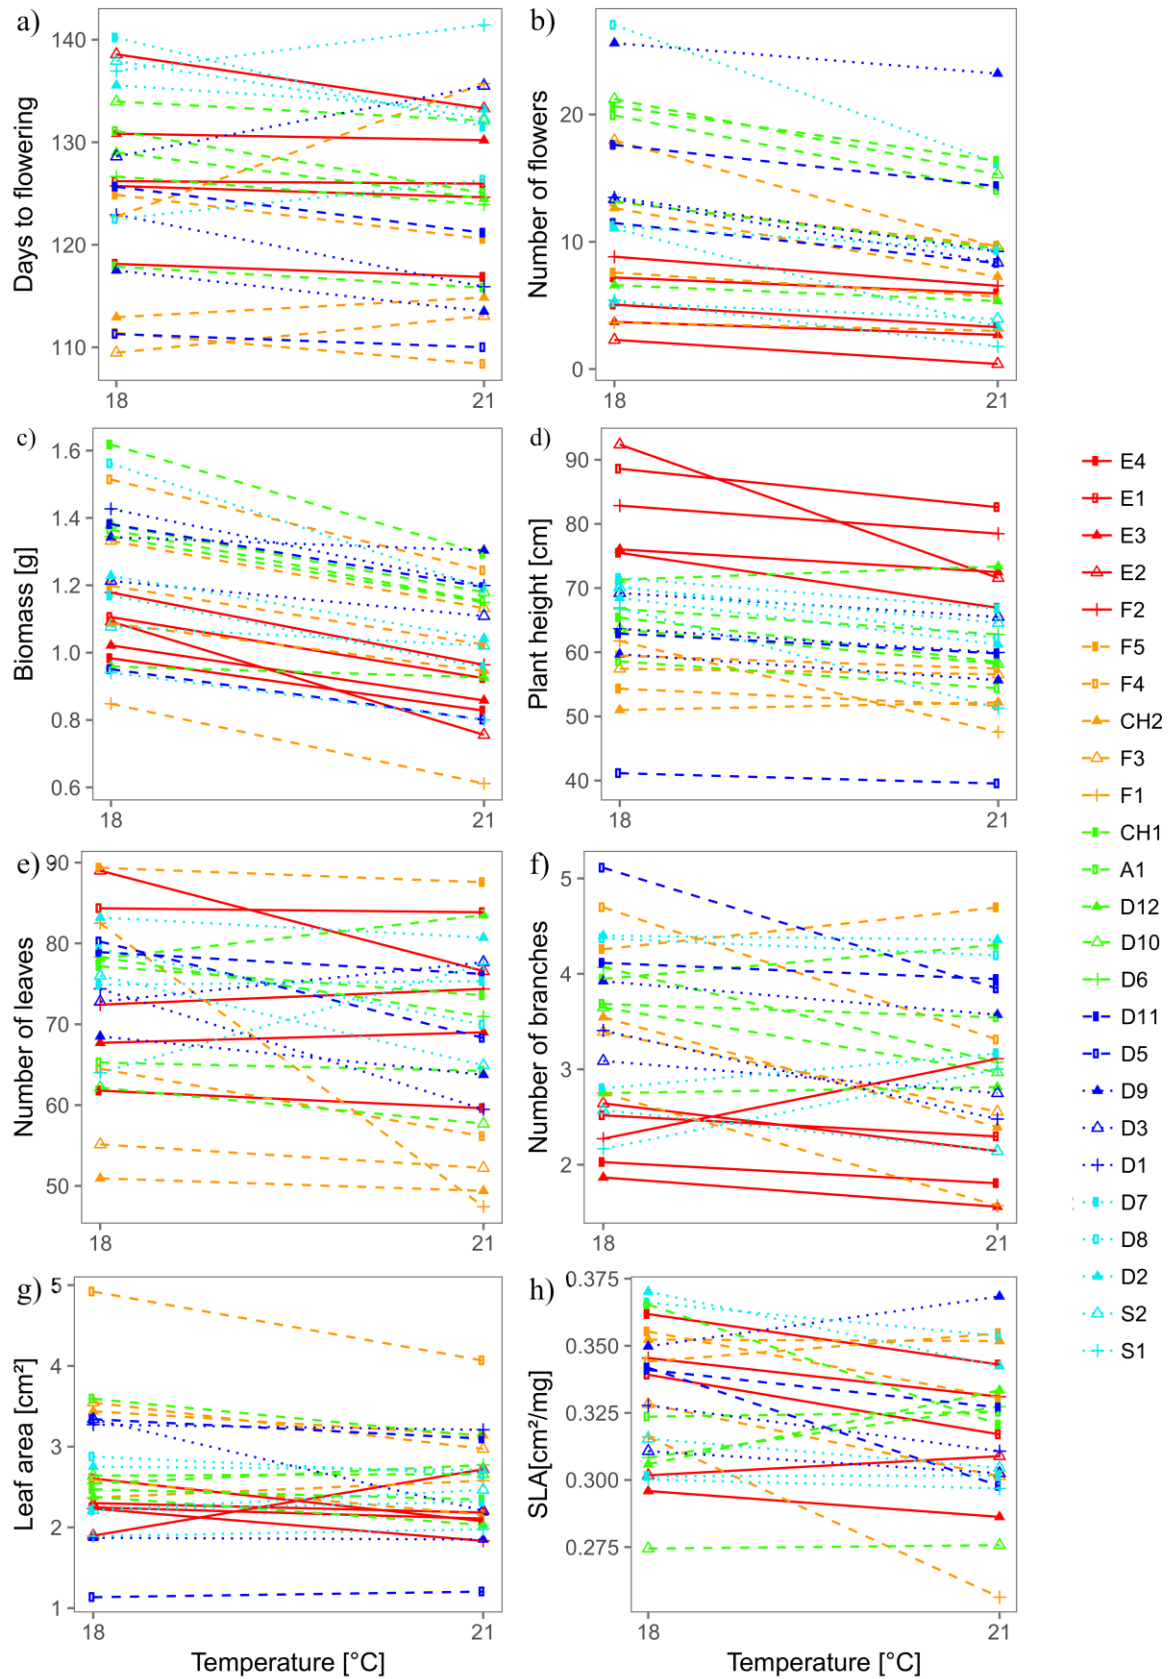 a)
140
130
120
110
Days to flowering
18
21
b)
20
10
0
Number of flowers
18
21
c)
1.6
1.4
1.2
1.0
0.8
0.6
Biomass [g]
18
21
d)
90
80
70
60
50
40
Plant height [cm]
18
21
E4
E1
E3
E2
F2
F5
F4
CH2
F3
F1
CH1
A1
D12
D10
D6
D11
D5
D9
D3
D1
D7
D8
D2
S2
S1
e)
90
80
70
60
50
Number of leaves
18
21
f)
5
4
3
2
Number of branches
18
21
g)
5
4
3
2
1
Leaf area [cm²]
18
21
Temperature [°C]
h)
0.375
0.350
0.325
0.300
0.275
SLA[cm²/mg]
18
21
Temperature [°C]